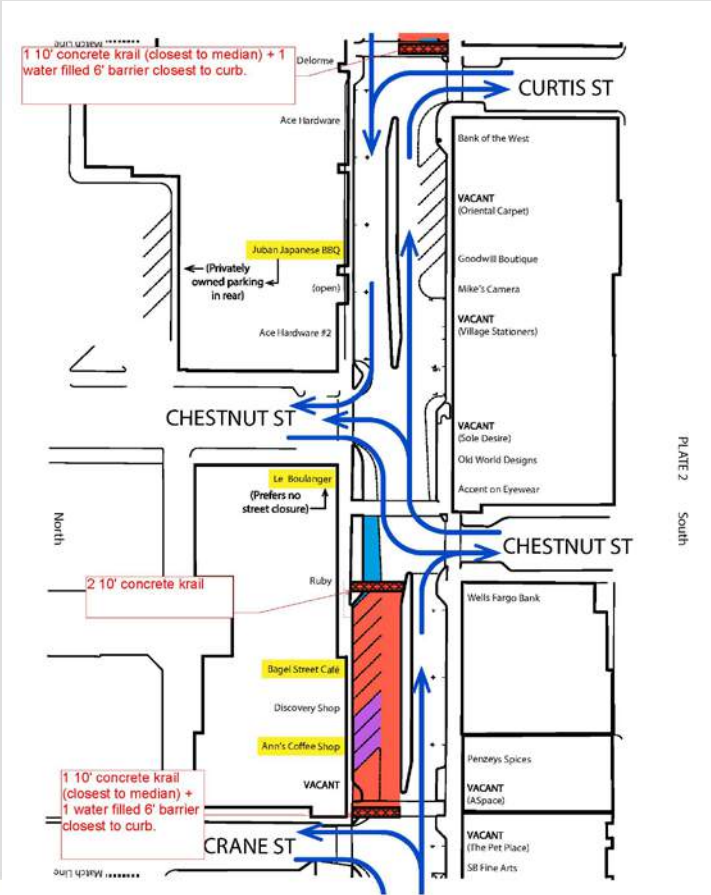 Match Line
1 10' concrete krail (closest to median) + 1
water filled 6' barrier closest to curb.
Delorme
CURTIS ST
Ace Hardware
Bank of the West
VACANT
(Oriental Carpet)
Juban Japanese BBQ
(Privately
owned parking
in rear)
(open)
Goodwill Boutique
Mike's Camera
VACANT
(Village Stationers)
Ace Hardware #2
CHESTNUT ST
VACANT
(Sole Desire)
Old World Designs
Accent on Eyewear
PLATE 2
South
Le Boulanger
(Prefers no
street closure)
North
CHESTNUT ST
Ruby
2 10' concrete krail
Wells Fargo Bank
Bagel Street Café
Discovery Shop
Ann's Coffee Shop
VACANT
Penzeys Spices
VACANT
(ASpace)
1 10' concrete krail
(closest to median) +
1 water filled 6' barrier
closest to curb.
CRANE ST
VACANT
(The Pet Place)
SB Fine Arts
Match Line